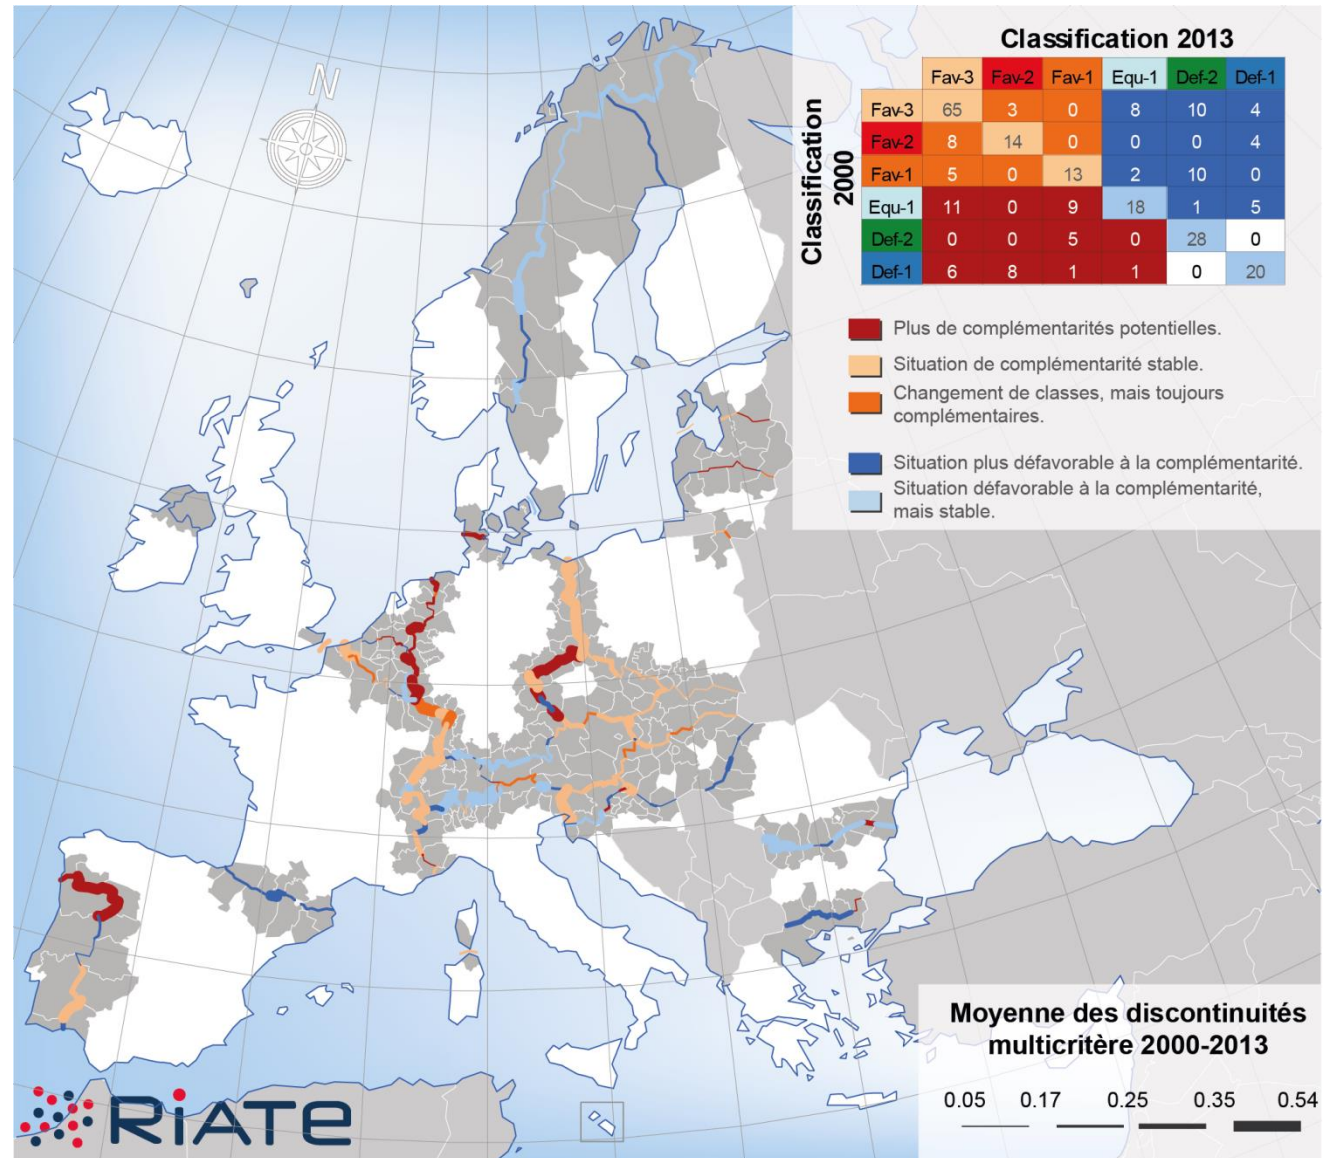 N
Classification 2013
Classification
2000
Fav-3 Fav-2 Fav-1 Equ-1 Def-2 Def-1
Fav-3 65 3 0 8 10 4
Fav-2 8 14 0 0 0 4
Fav-1 5 0 13 2 10 0
Equ-1 11 0 9 18 1 5
Def-2 0 0 5 0 28 0
Def-1 6 8 1 1 0 20
Plus de complémentarités potentielles.
Situation de complémentarité stable.
Changement de classes, mais toujours
complémentaires.
Situation plus défavorable à la complémentarité.
Situation défavorable à la complémentarité,
mais stable.
Moyenne des discontinuités
multicritère 2000-2013
0.05 0.17 0.25 0.35 0.54
RiATe